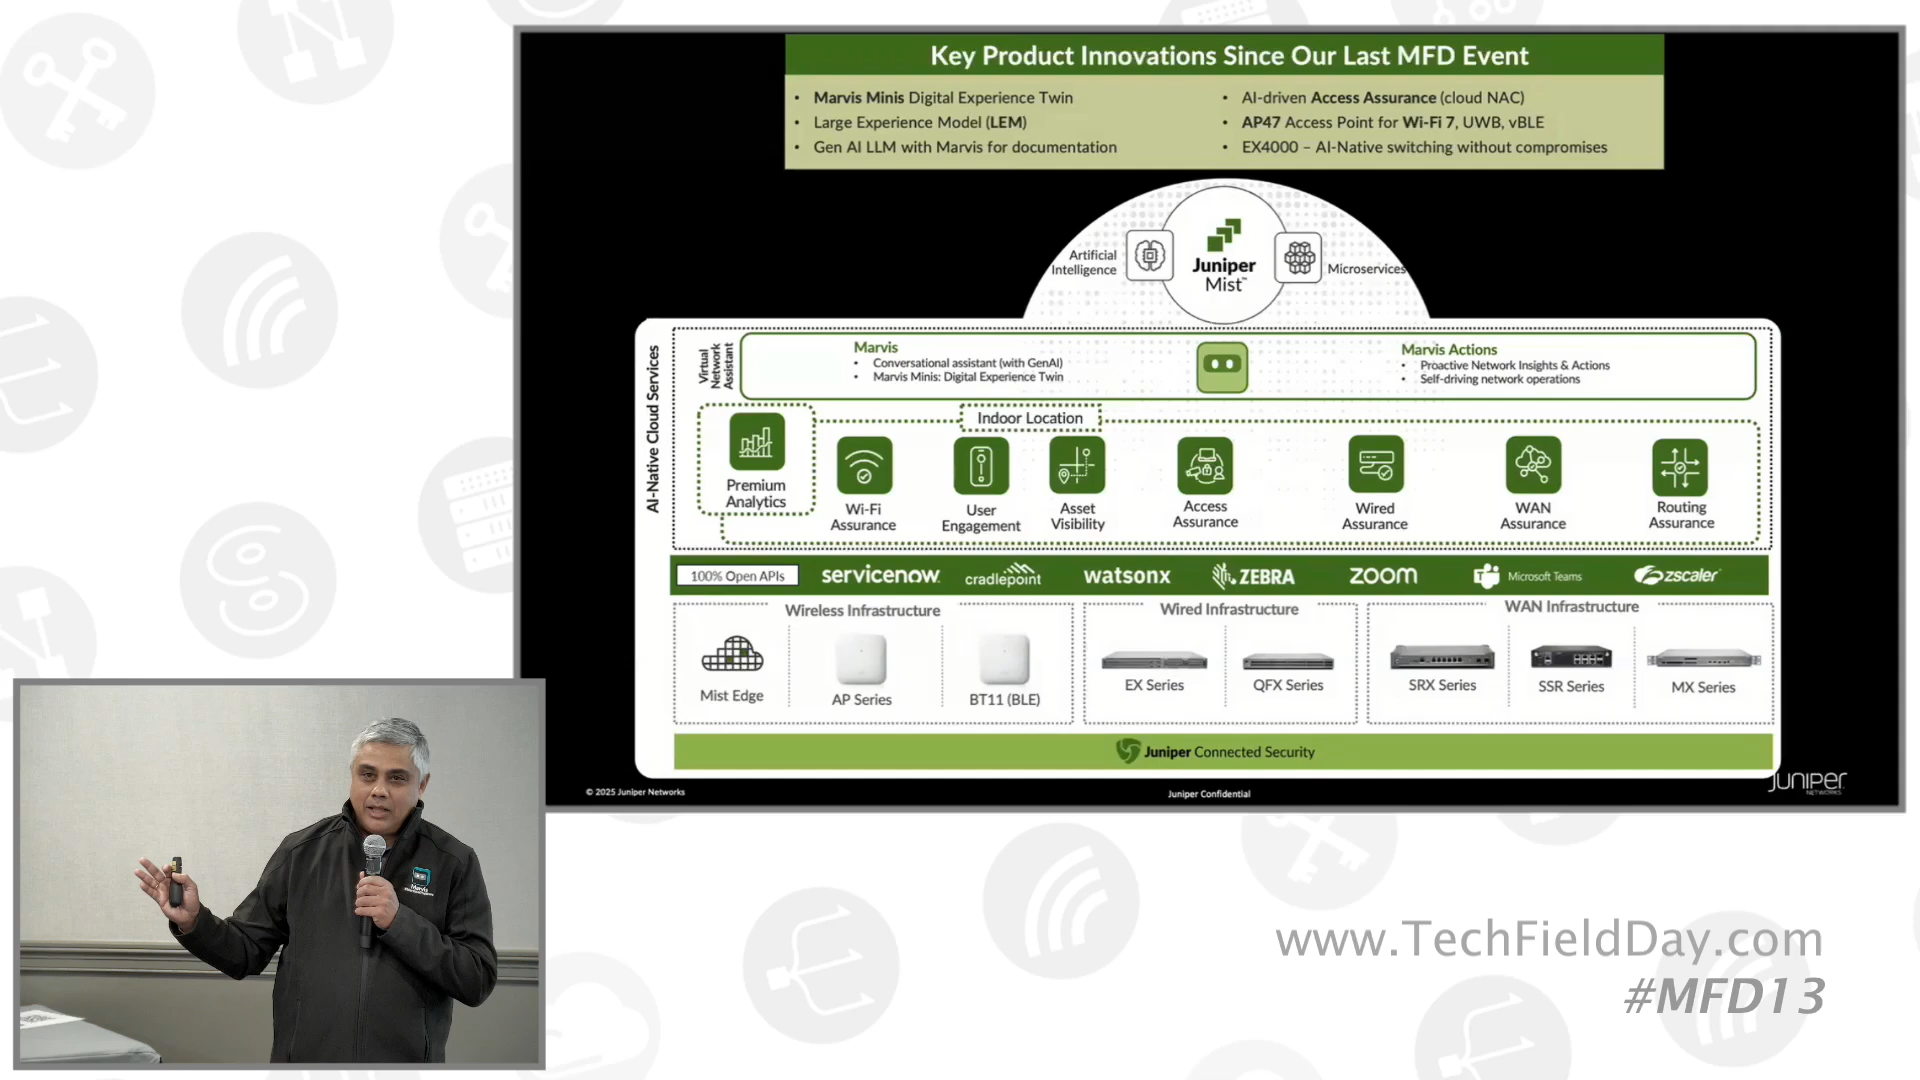 Key Product Innovations Since Our Last MFD Event
• Marvis Minis Digital Experience Twin
• Large Experience Model (LEM)
• Gen AI LLM with Marvis for documentation
• AI-driven Access Assurance (cloud NAC)
• AP47 Access Point for Wi-Fi 7, UWB, vBLE
• EX4000 – AI-Native switching without compromises
Artificial
Intelligence
Juniper
Mist™
Microservices
AI-Native Cloud Services
Virtual
Network
Assistant
Marvis
• Conversational assistant (with GenAI)
• Marvis Minis: Digital Experience Twin
Marvis Actions
• Proactive Network Insights & Actions
• Self-driving network operations
Indoor Location
Premium
Analytics
Wi-Fi
Assurance
User
Engagement
Asset
Visibility
Access
Assurance
Wired
Assurance
WAN
Assurance
Routing
Assurance
100% Open APIs
servicenow
cradlepoint
watsonx
ZEBRA
zoom
Microsoft Teams
zscaler
Wireless Infrastructure
Wired Infrastructure
WAN Infrastructure
Mist Edge
AP Series
BT11 (BLE)
EX Series
QFX Series
SRX Series
SSR Series
MX Series
Juniper Connected Security
© 2025 Juniper Networks
Juniper Confidential
JUNIPER
NETWORKS
Marvis
www.TechFieldDay.com
#MFD13